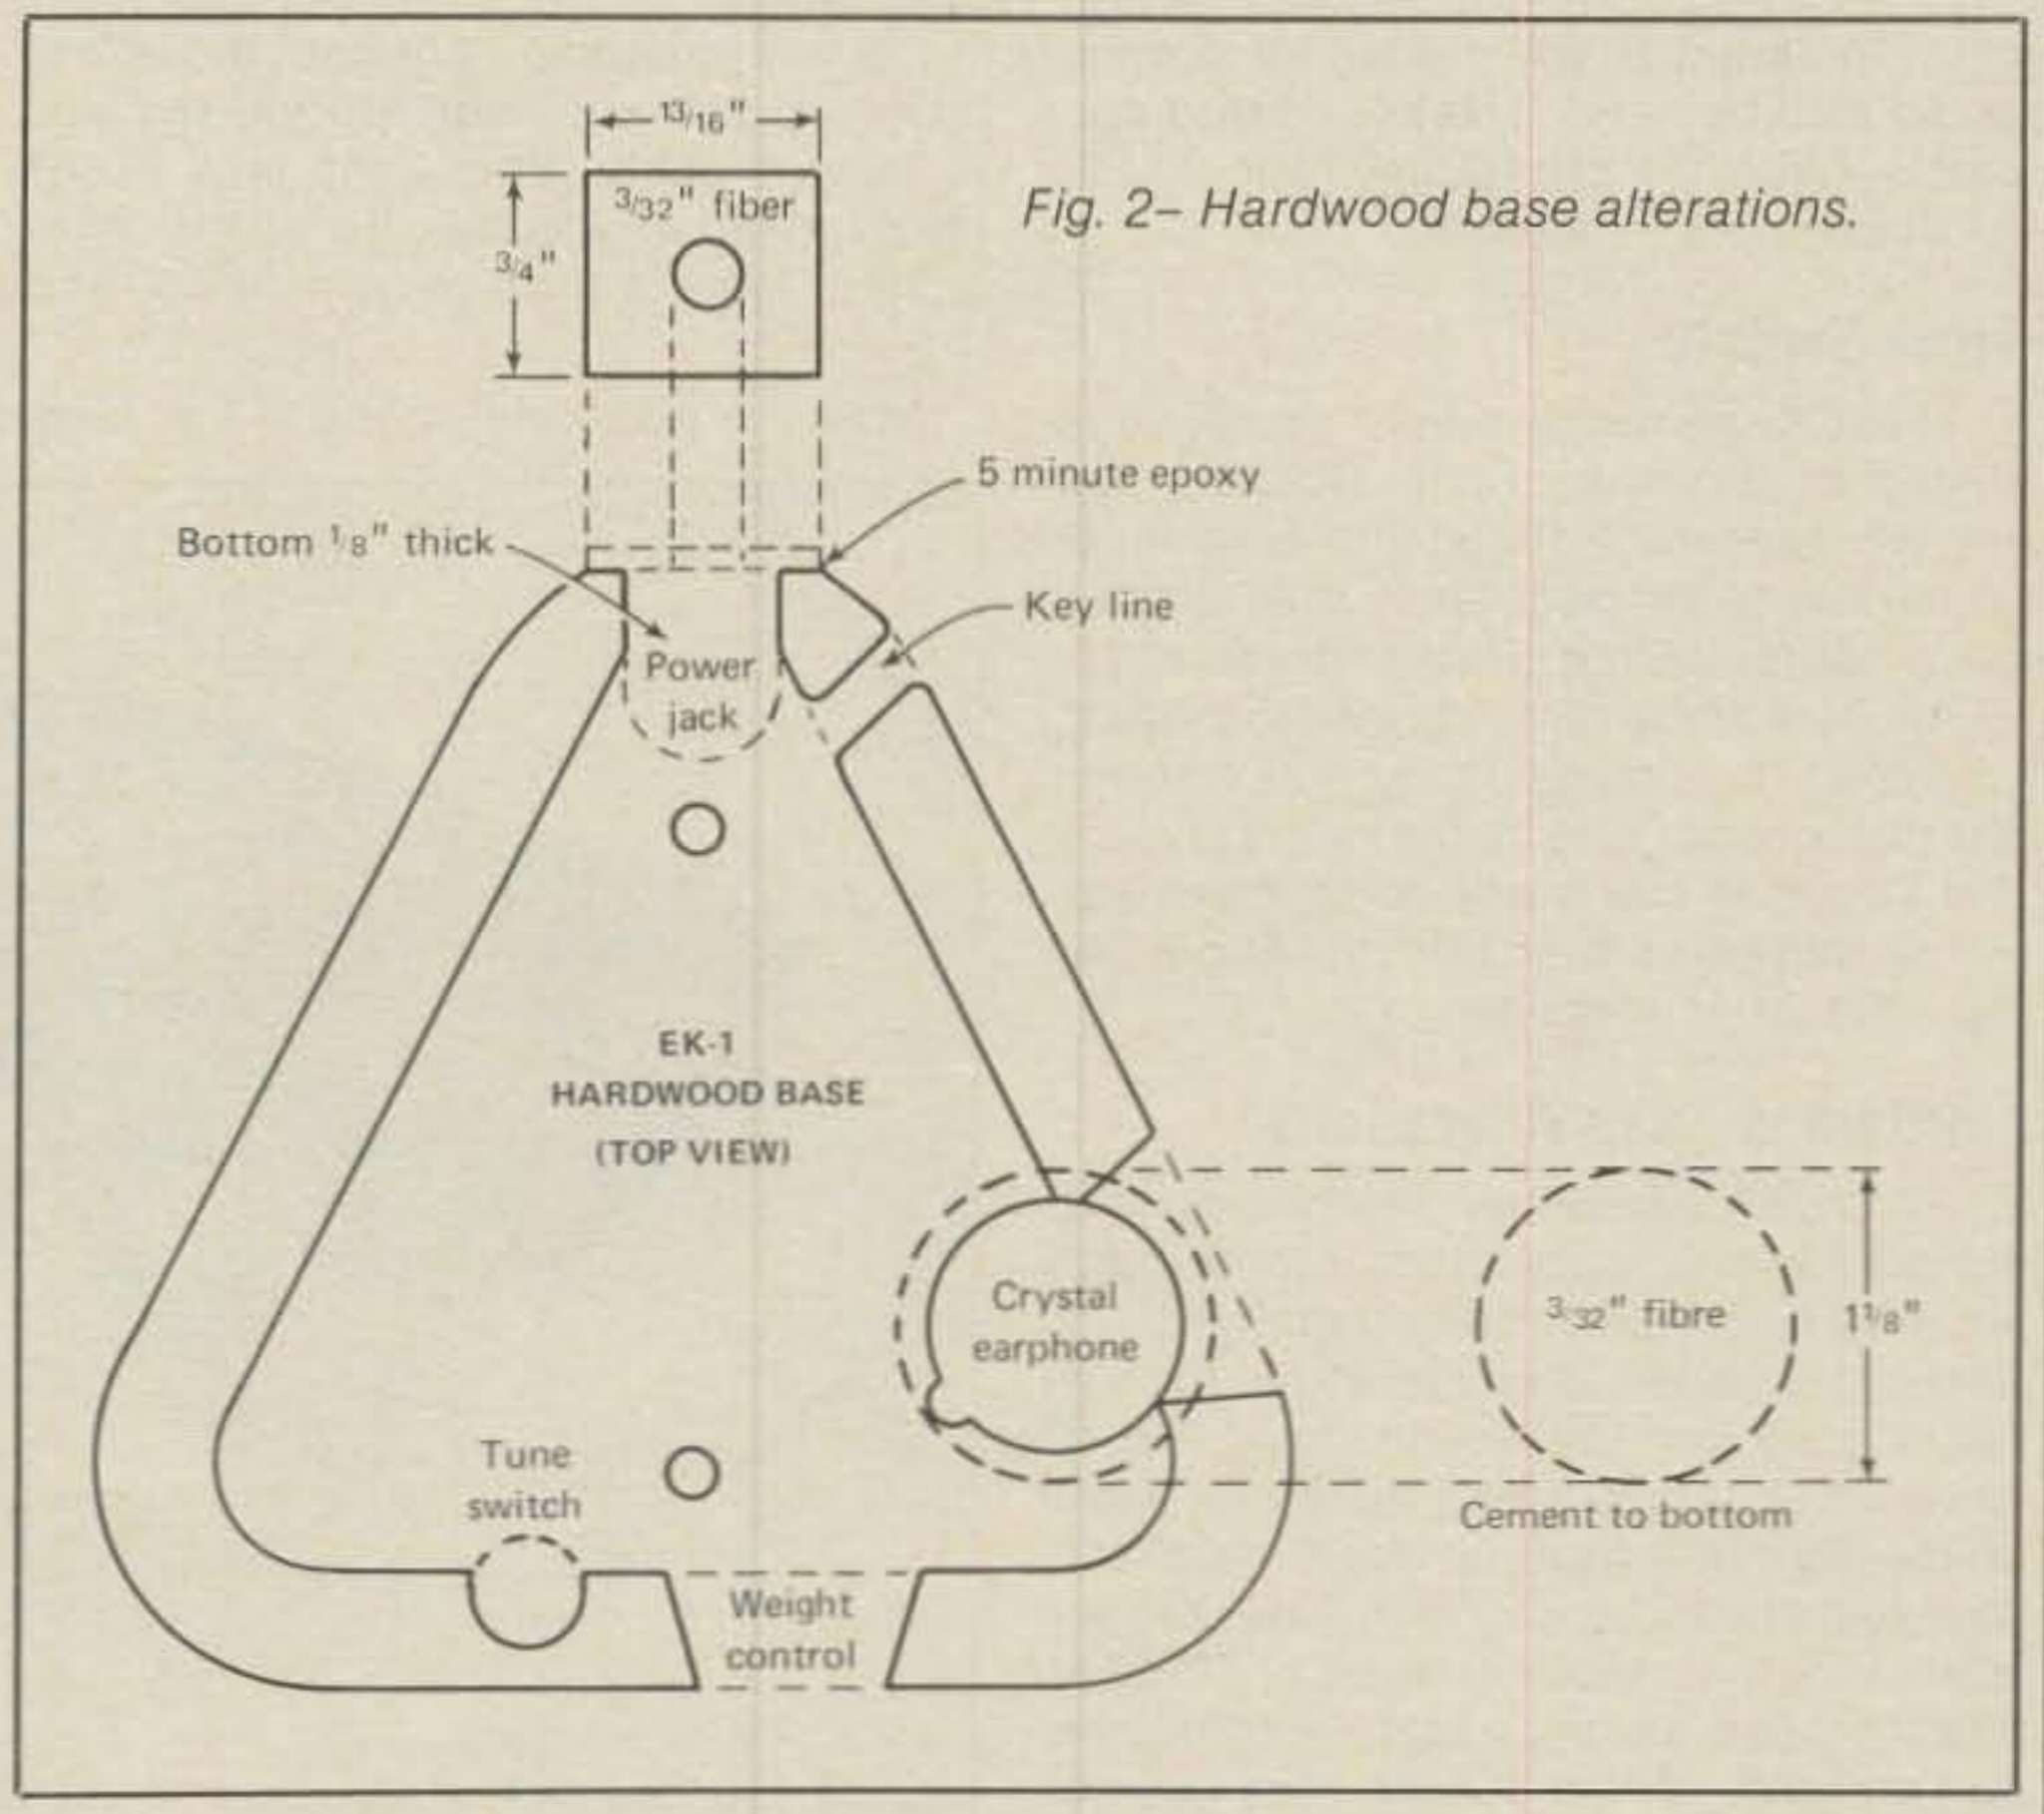 13/16"
3/32" fiber
3/4"
Fig. 2– Hardwood base alterations.
5 minute epoxy
Bottom 1/8" thick
Key line
Power
jack
EK-1
HARDWOOD BASE
(TOP VIEW)
Crystal
earphone
3/32" fibre
1 1/8"
Tune
switch
Cement to bottom
Weight
control